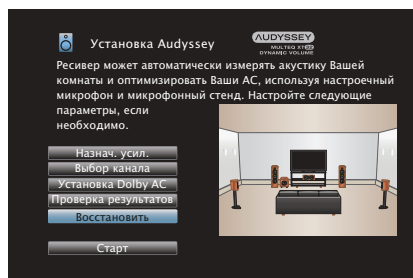 Установка Audyssey
AUDYSSEY
MULTEQ XT32
DYNAMIC VOLUME
Ресивер может автоматически измерять акустику Вашей
комнаты и оптимизировать Ваши АС, используя настроечный
микрофон и микрофонный стенд. Настройте следующие
параметры, если
необходимо.
Назнач. усил.
Выбор канала
Установка Dolby АС
Проверка результатов
Восстановить
Старт